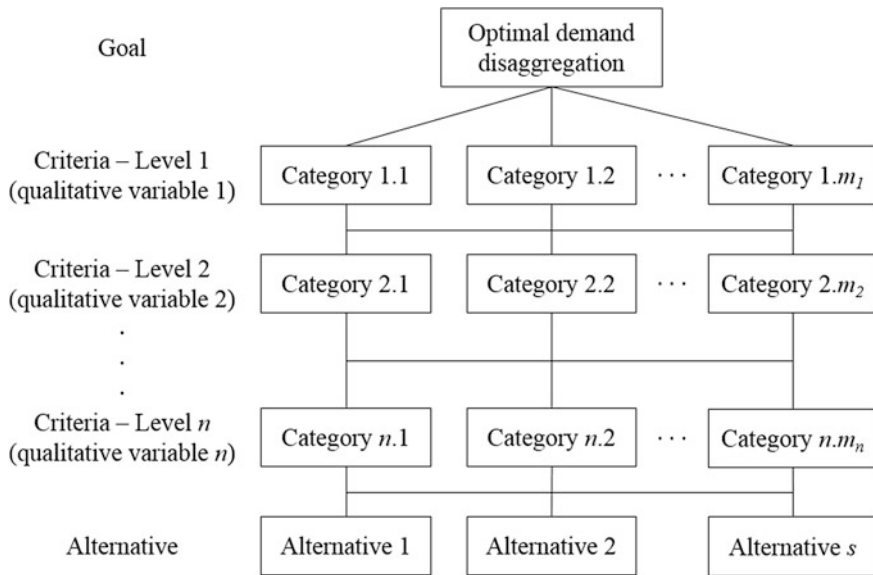 Goal
Optimal demand
disaggregation
Criteria – Level 1
(qualitative variable 1)
Category 1.1
Category 1.2
· · ·
Category 1.m₁
Criteria – Level 2
(qualitative variable 2)
Category 2.1
Category 2.2
· · ·
Category 2.m₂
·
·
·
Criteria – Level n
(qualitative variable n)
Category n.1
Category n.2
· · ·
Category n.mₙ
Alternative
Alternative 1
Alternative 2
Alternative s